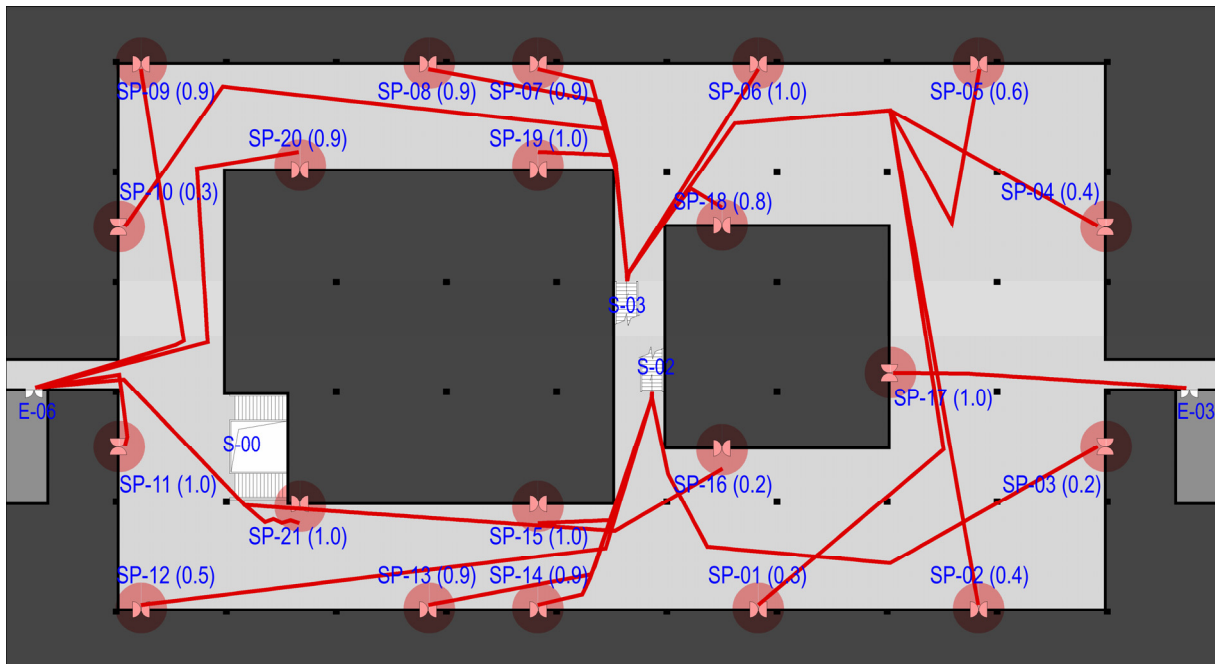 SP-09 (0.9)
SP-08 (0.9)
SP-07 (0.9)
SP-06 (1.0)
SP-05 (0.6)
SP-20 (0.9)
SP-19 (1.0)
SP-10 (0.3)
SP-18 (0.8)
SP-04 (0.4)
S-03
S-02
E-06
SP-17 (1.0)
E-03
S-00
SP-11 (1.0)
SP-16 (0.2)
SP-03 (0.2)
SP-21 (1.0)
SP-15 (1.0)
SP-12 (0.5)
SP-13 (0.9)
SP-14 (0.9)
SP-01 (0.3)
SP-02 (0.4)